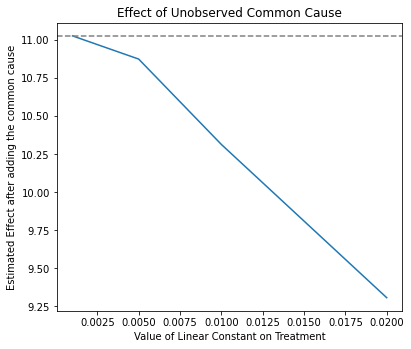 Effect of Unobserved Common Cause
Estimated Effect after adding the common cause
11.00
10.75
10.50
10.25
10.00
9.75
9.50
9.25
0.0025 0.0050 0.0075 0.0100 0.0125 0.0150 0.0175 0.0200
Value of Linear Constant on Treatment